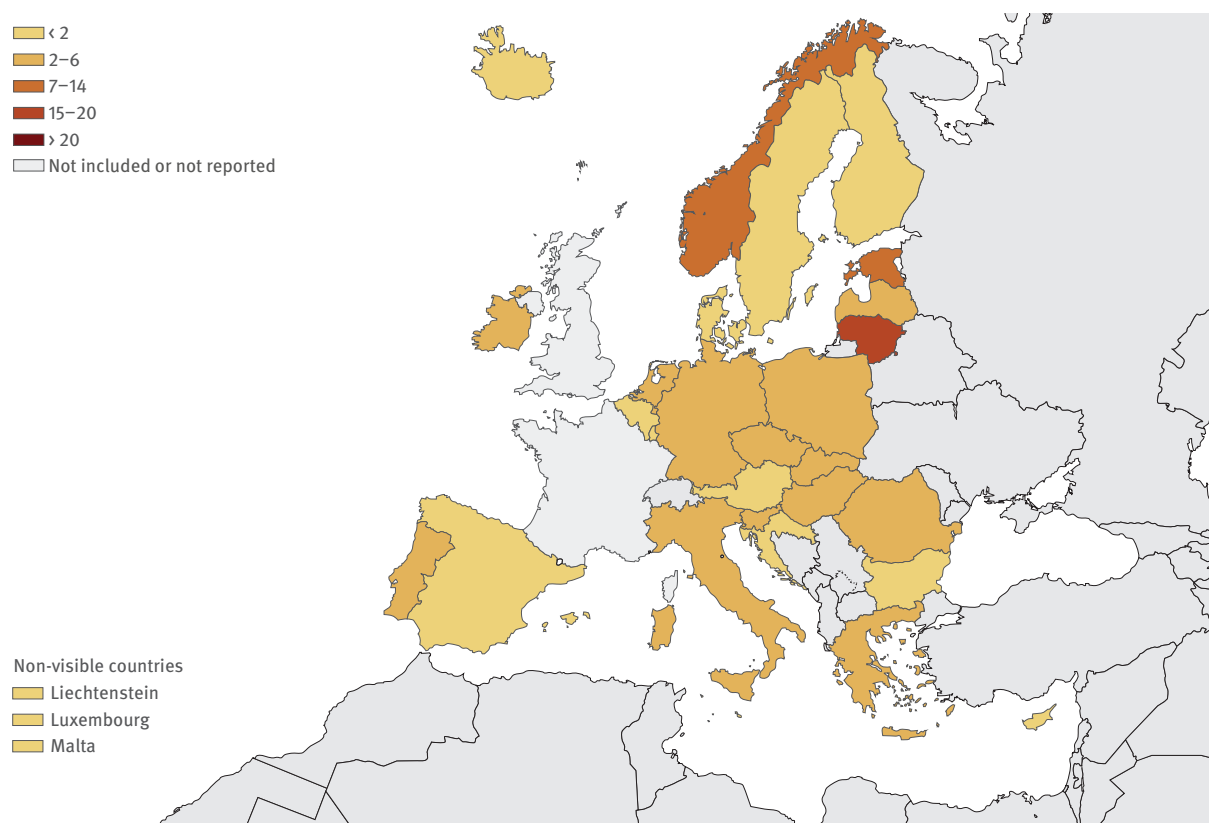 < 2
2–6
7–14
15–20
> 20
Not included or not reported
Non-visible countries
Liechtenstein
Luxembourg
Malta